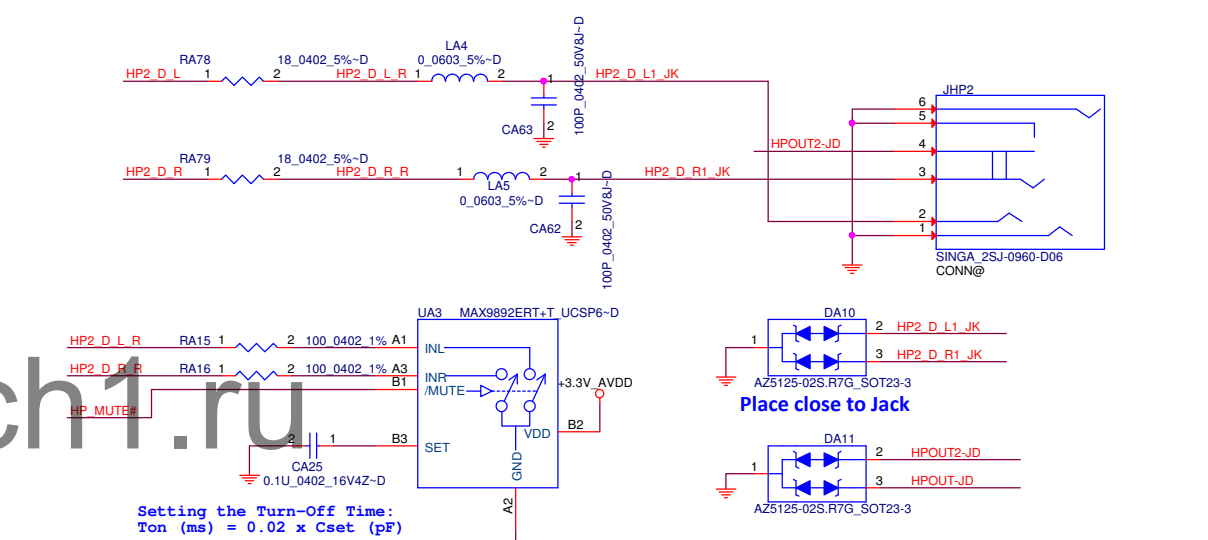 LA4
RA78 18_0402_5%~D 0_0603_5%~D
HP2_D_L 1 2 HP2_D_L_R 1 2 1 HP2_D_L1_JK
100P_0402_50V8J~D
CA63 2
RA79 18_0402_5%~D
HP2_D_R 1 2 HP2_D_R_R 1 2 1 HP2_D_R1_JK
LA5
0_0603_5%~D
CA62 2
100P_0402_50V8J~D
JHP2
6
5
HPOUT2-JD 4
3
2
1
SINGA_2SJ-0960-D06
CONN@
UA3 MAX9892ERT+T_UCSP6~D
HP2_D_L_R RA15 1 2 100_0402_1% A1 INL
HP2_D_R_R RA16 1 2 100_0402_1% A3 INR
B1 /MUTE
HP_MUTE#
+3.3V_AVDD
VDD B2
2 1 B3 SET
CA25
0.1U_0402_16V4Z~D
GND
A2
Setting the Turn-Off Time:
Ton (ms) = 0.02 x Cset (pF)
DA10
1 2 HP2_D_L1_JK
3 HP2_D_R1_JK
AZ5125-02S.R7G_SOT23-3
Place close to Jack
DA11
1 2 HPOUT2-JD
3 HPOUT-JD
AZ5125-02S.R7G_SOT23-3
ch1.ru